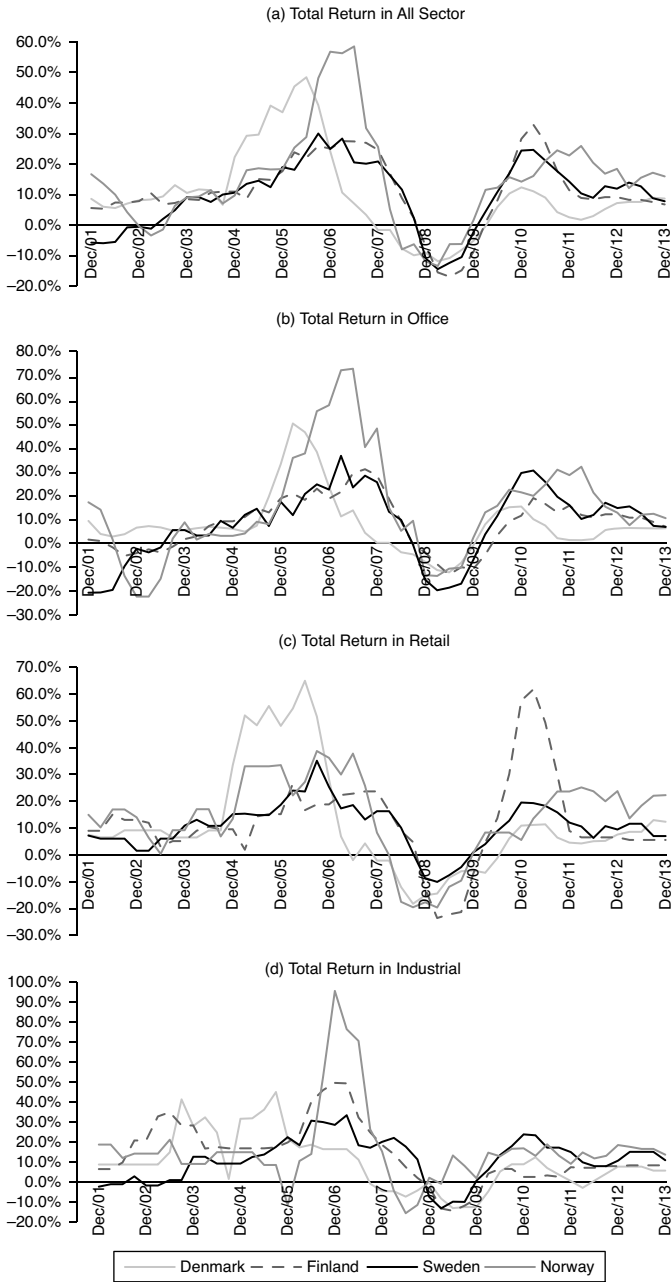 (a) Total Return in All Sector
60.0%
50.0%
40.0%
30.0%
20.0%
10.0%
0.0%
–10.0%
–20.0%
Dec/01
Dec/02
Dec/03
Dec/04
Dec/05
Dec/06
Dec/07
Dec/08
Dec/09
Dec/10
Dec/11
Dec/12
Dec/13
(b) Total Return in Office
80.0%
70.0%
60.0%
50.0%
40.0%
30.0%
20.0%
10.0%
0.0%
–10.0%
–20.0%
–30.0%
Dec/01
Dec/02
Dec/03
Dec/04
Dec/05
Dec/06
Dec/07
Dec/08
Dec/09
Dec/10
Dec/11
Dec/12
Dec/13
(c) Total Return in Retail
70.0%
60.0%
50.0%
40.0%
30.0%
20.0%
10.0%
0.0%
–10.0%
–20.0%
–30.0%
Dec/01
Dec/02
Dec/03
Dec/04
Dec/05
Dec/06
Dec/07
Dec/08
Dec/09
Dec/10
Dec/11
Dec/12
Dec/13
(d) Total Return in Industrial
100.0%
90.0%
80.0%
70.0%
60.0%
50.0%
40.0%
30.0%
20.0%
10.0%
0.0%
–10.0%
–20.0%
Dec/01
Dec/02
Dec/03
Dec/04
Dec/05
Dec/06
Dec/07
Dec/08
Dec/09
Dec/10
Dec/11
Dec/12
Dec/13
Denmark
Finland
Sweden
Norway